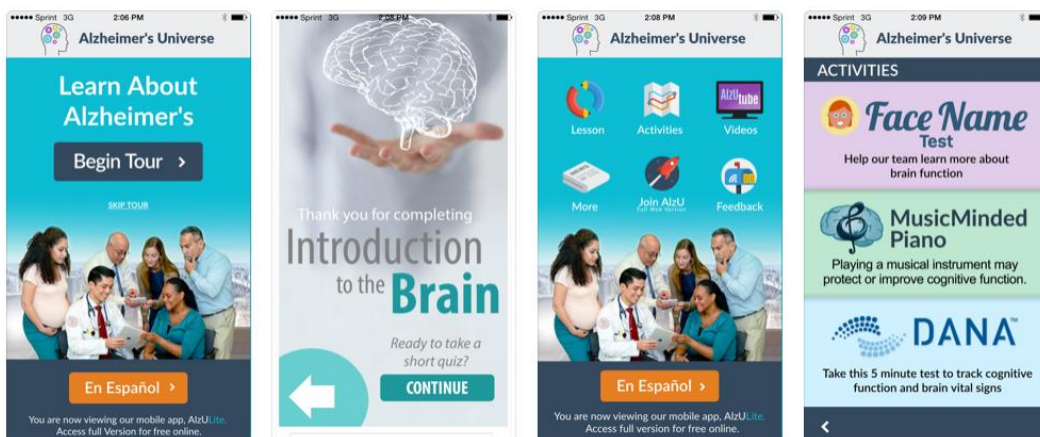 Sprint 3G 2:06 PM
Alzheimer's Universe
Learn About
Alzheimer's
Begin Tour >
SKIP TOUR
En Español >
You are now viewing our mobile app, AlzULite.
Access full Version for free online.
Sprint 3G 2:08 PM
Thank you for completing
Introduction
to the Brain
Ready to take a
short quiz?
CONTINUE
Sprint 3G 2:08 PM
Alzheimer's Universe
Lesson
Activities
AlzU tube
Videos
More
Join AlzU
Full Web Version
Feedback
En Español >
You are now viewing our mobile app, AlzULite.
Access full Version for free online.
Sprint 3G 2:09 PM
Alzheimer's Universe
ACTIVITIES
Face Name
Test
Help our team learn more about
brain function
MusicMinded
Piano
Playing a musical instrument may
protect or improve cognitive function.
DANA™
Take this 5 minute test to track cognitive
function and brain vital signs
<